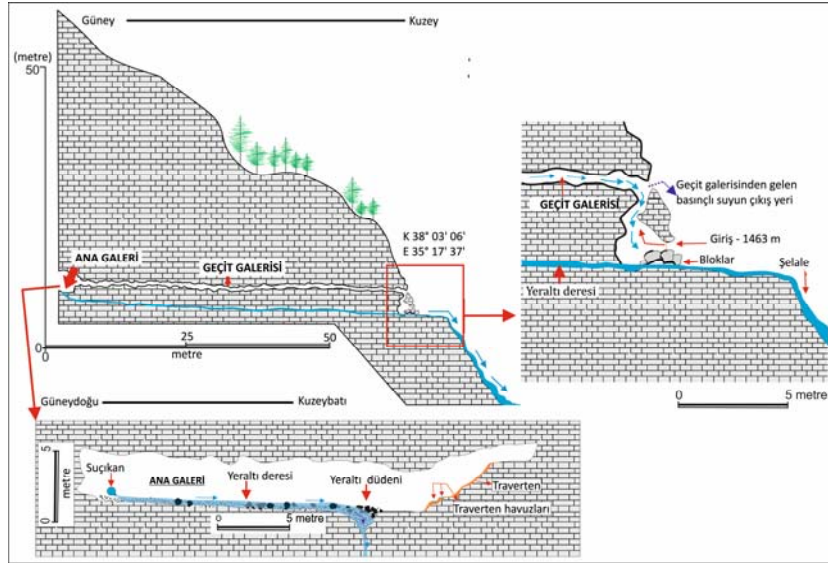 Güney
Kuzey
(metre)
50
ANA GALERİ
GEÇİT GALERİSİ
K 38° 03' 06'
E 35° 17' 37'
0
0
25
50
metre
GEÇİT GALERİSİ
Geçit galerisinden gelen
basınçlı suyun çıkış yeri
Giriş - 1463 m
Bloklar
Şelale
Yeraltı deresi
0
5 metre
Güneydoğu
Kuzeybatı
5
metre
0
Suçıkan
ANA GALERİ
Yeraltı deresi
Yeraltı düdeni
Traverten
Traverten havuzları
0
5 metre